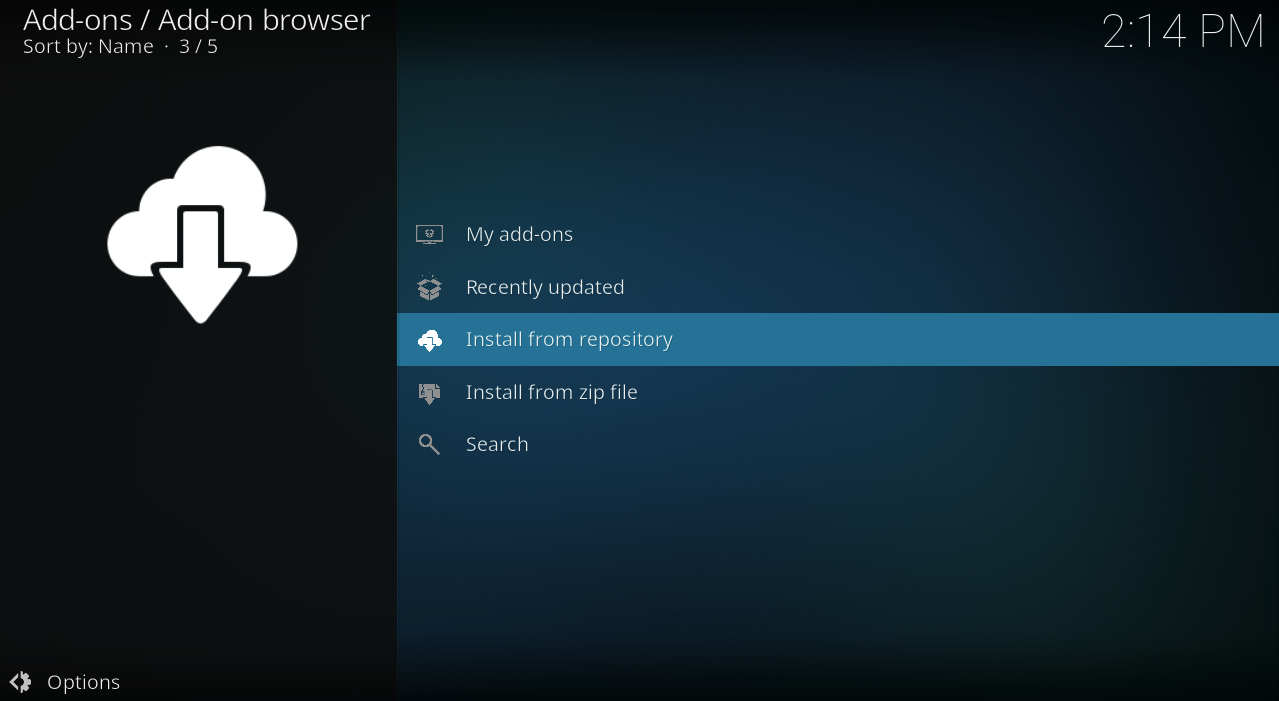 Add-ons / Add-on browser
Sort by: Name · 3 / 5
2:14 PM
My add-ons
Recently updated
Install from repository
Install from zip file
Search
Options